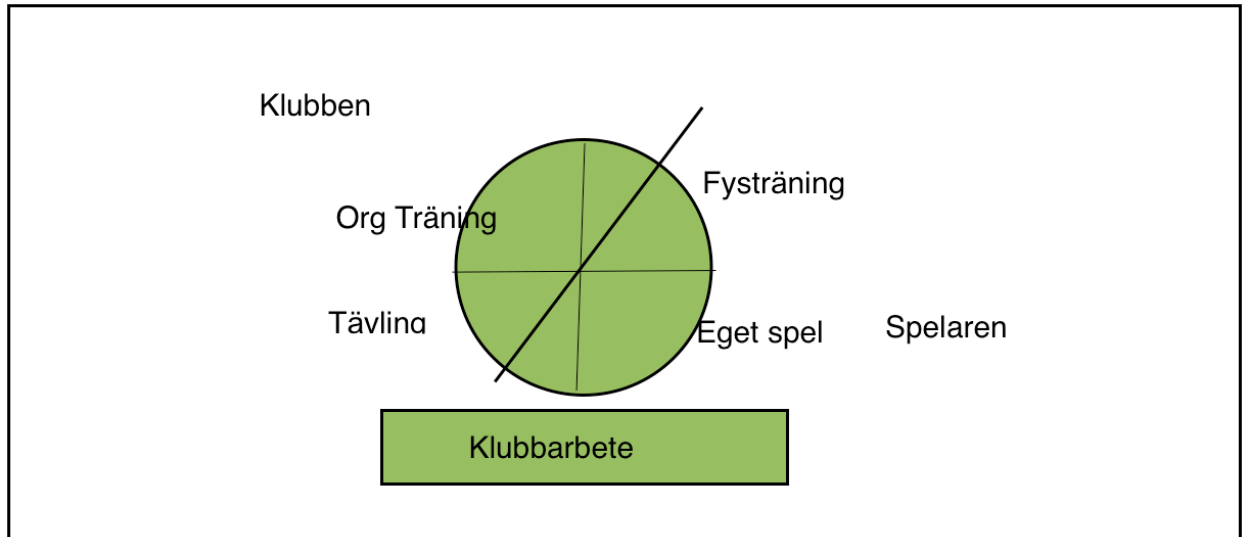 Klubben
Fysträning
Org Träning
Tävling
Eget spel
Spelaren
Klubbarbete